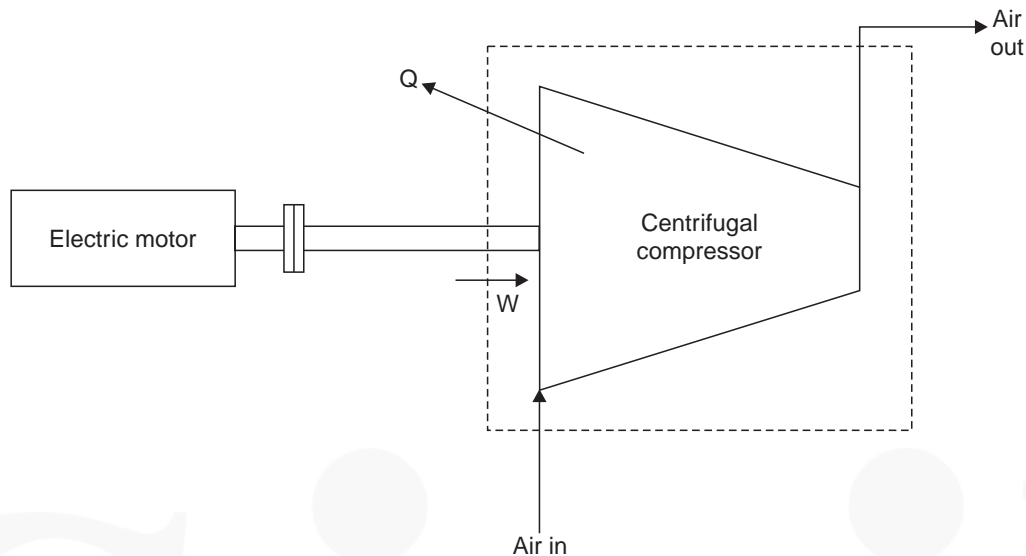 Air
out
Q
Electric motor
Centrifugal
compressor
W
Air in